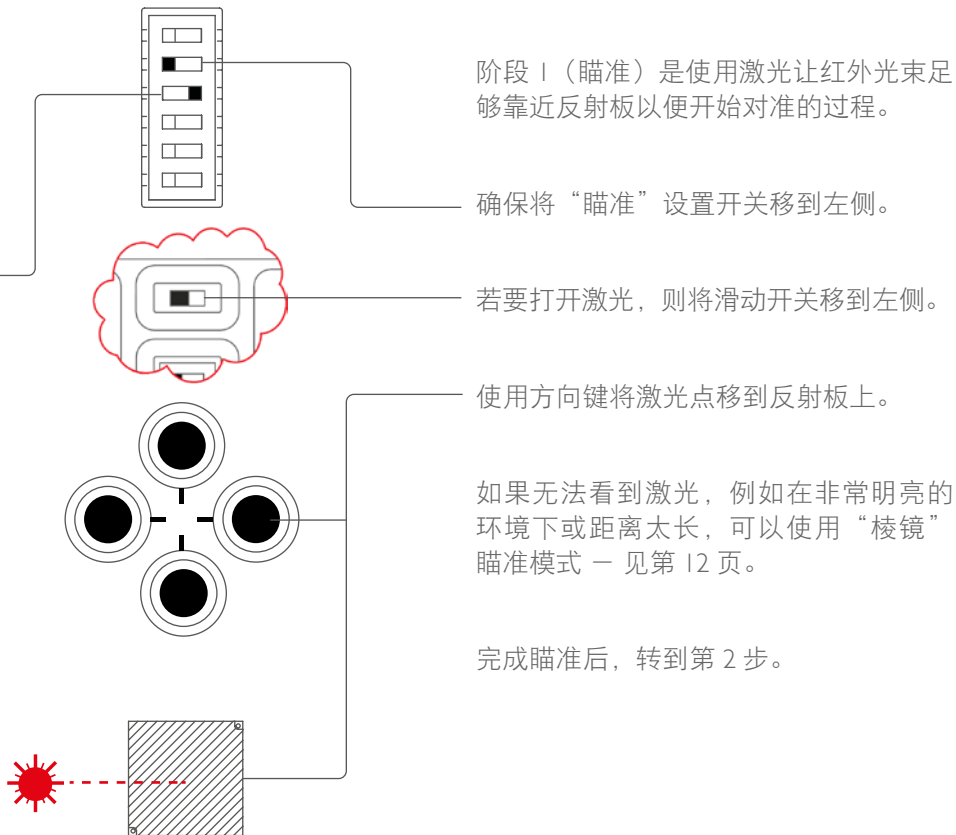 阶段 1（瞄准）是使用激光让红外光束足
够靠近反射板以便开始对准的过程。
确保将“瞄准”设置开关移到左侧。
若要打开激光，则将滑动开关移到左侧。
使用方向键将激光点移到反射板上。
如果无法看到激光，例如在非常明亮的
环境下或距离太长，可以使用“棱镜”
瞄准模式 － 见第 12 页。
完成瞄准后，转到第 2 步。